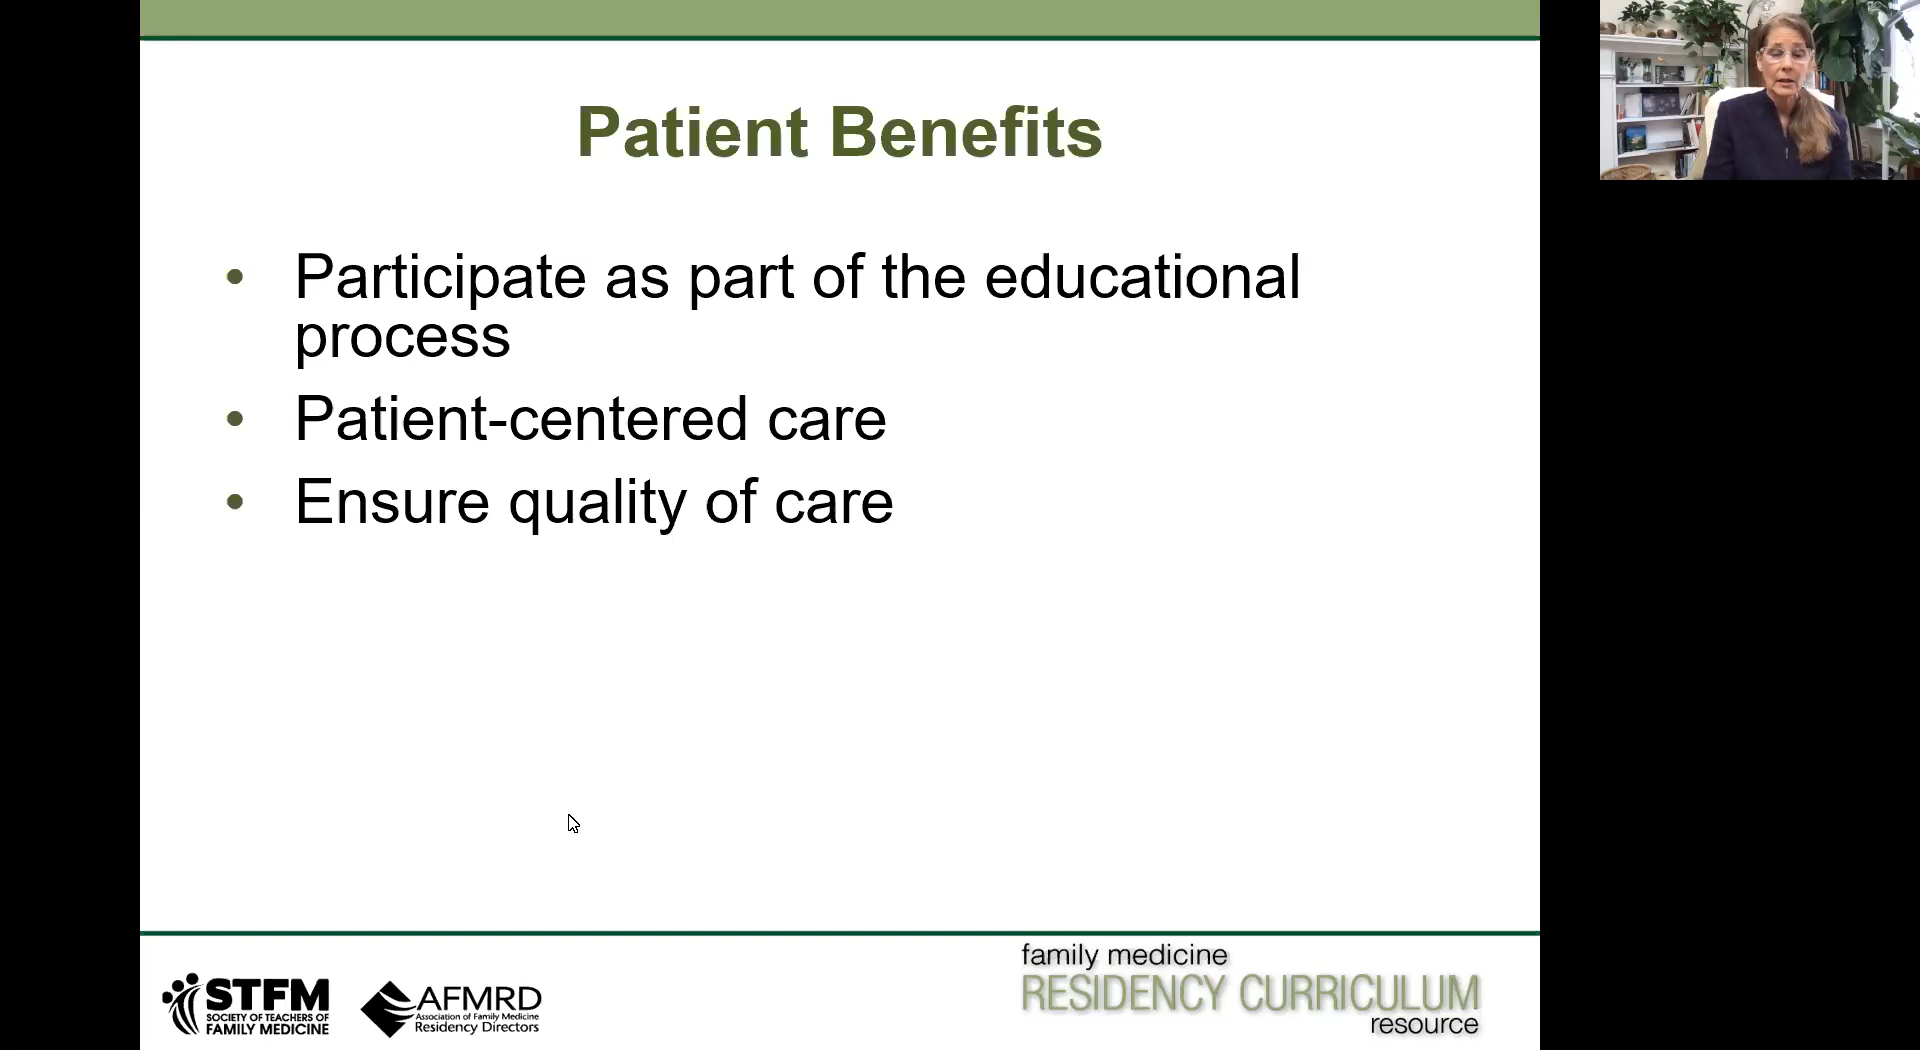 Patient Benefits
• Participate as part of the educational
process
• Patient-centered care
• Ensure quality of care
STFM
SOCIETY OF TEACHERS OF
FAMILY MEDICINE
AFMRD
Association of Family Medicine
Residency Directors
family medicine
RESIDENCY CURRICULUM
resource